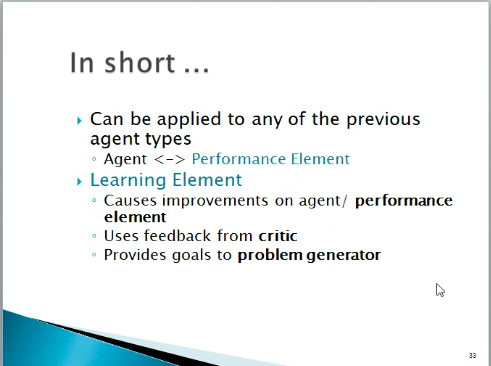 In short ...
Can be applied to any of the previous
agent types
Agent <-> Performance Element
Learning Element
Causes improvements on agent/ performance
element
Uses feedback from critic
Provides goals to problem generator
33